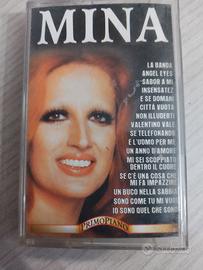 MINA
LA BANDA
ANGEL EYES
SABOR A MI
INSENSATEZ
E SE DOMANI
CITTÀ VUOTA
NON ILLUDERTI
VALENTINO VALE
SE TELEFONANDO
E L'UOMO PER ME
UN ANNO D'AMORE
MI SEI SCOPPIATO
DENTRO IL CUORE
SE C'È UNA COSA CHE
MI FA IMPAZZIRE
UN BUCO NELLA SABBIA
SONO COME TU MI VUOI
IO SONO QUEL CHE SONO
PRIMOPIANO